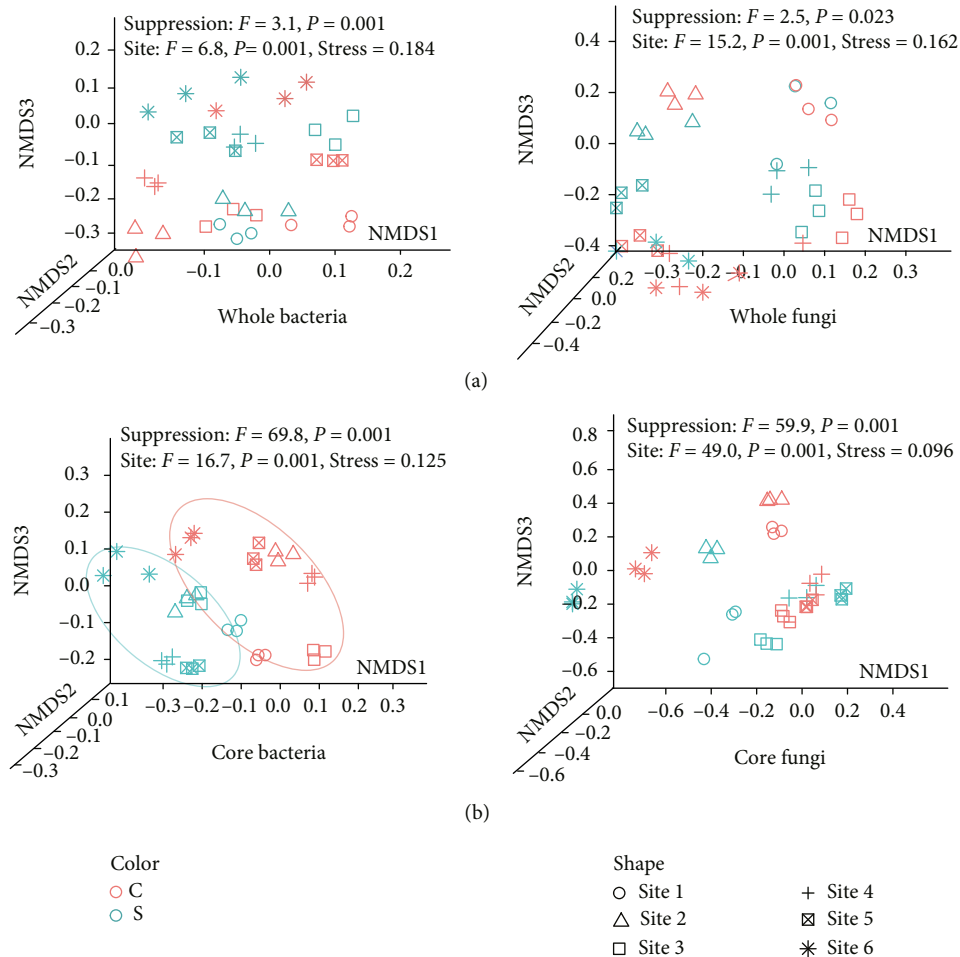 Suppression: F = 3.1, P = 0.001
Site: F = 6.8, P = 0.001, Stress = 0.184
NMDS3
0.2
0.1
0.0
−0.1
−0.2
−0.3
NMDS1
0.0
−0.1
0.0
0.1
0.2
NMDS2
−0.1
−0.2
−0.3
Whole bacteria
Suppression: F = 2.5, P = 0.023
Site: F = 15.2, P = 0.001, Stress = 0.162
NMDS3
0.4
0.2
0.0
−0.2
−0.4
NMDS1
0.2
−0.3
−0.2
0.0
0.1
0.3
NMDS2
0.0
−0.2
−0.4
Whole fungi
(a)
Suppression: F = 69.8, P = 0.001
Site: F = 16.7, P = 0.001, Stress = 0.125
NMDS3
0.3
0.2
0.1
0.0
−0.1
−0.2
NMDS1
0.1
−0.3
−0.2
−0.1
0.0
0.1
0.3
NMDS2
0.0
−0.1
−0.2
−0.3
Core bacteria
Suppression: F = 59.9, P = 0.001
Site: F = 49.0, P = 0.001, Stress = 0.096
NMDS3
0.8
0.6
0.4
0.2
0.0
−0.2
−0.4
−0.6
NMDS1
0.0
−0.6
−0.4
−0.2
0.0
0.2
0.4
NMDS2
−0.2
−0.4
−0.6
Core fungi
(b)
Color
C
S
Shape
Site 1
Site 2
Site 3
Site 4
Site 5
Site 6